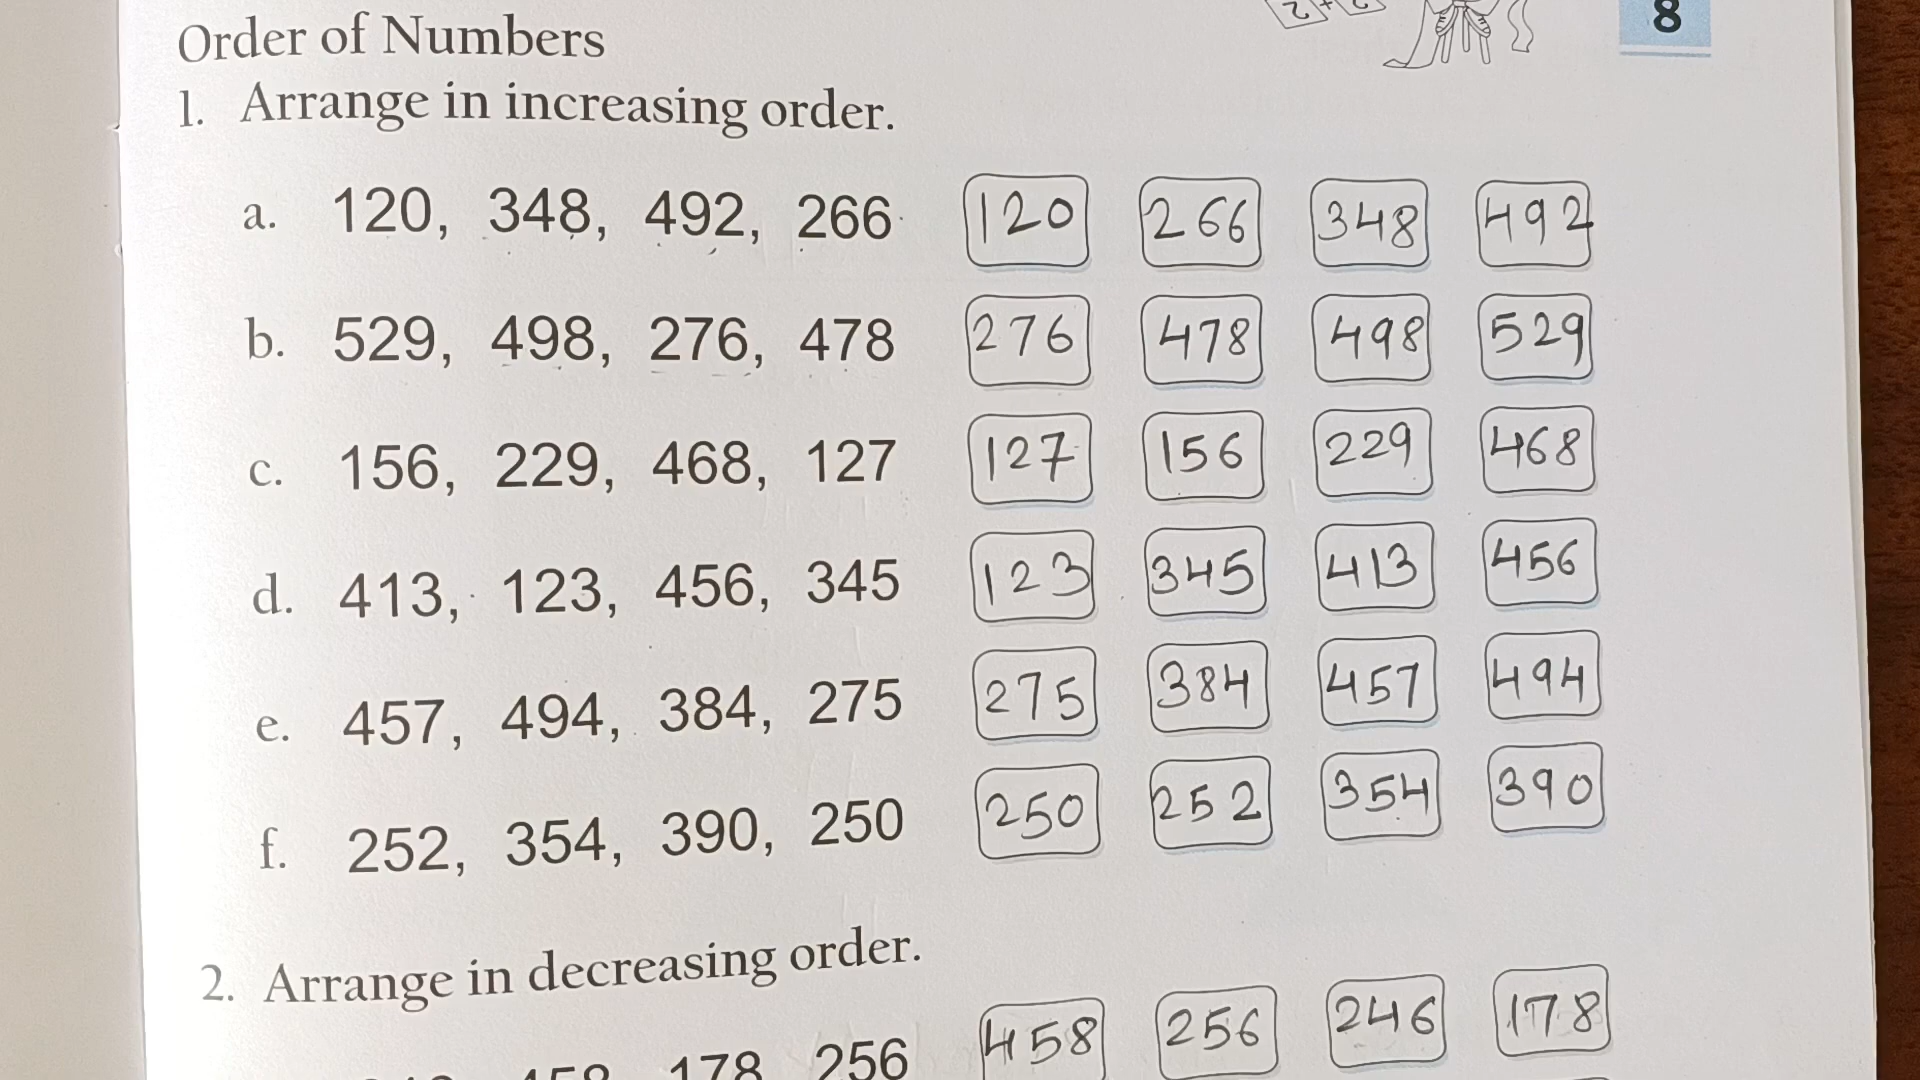 8
Order of Numbers
1. Arrange in increasing order.
a. 120, 348, 492, 266 120 266 348 492
b. 529, 498, 276, 478 276 478 498 529
c. 156, 229, 468, 127 127 156 229 468
d. 413, 123, 456, 345 123 345 413 456
e. 457, 494, 384, 275 275 384 457 494
f. 252, 354, 390, 250 250 252 354 390
2. Arrange in decreasing order.
178 256 458 256 246 178